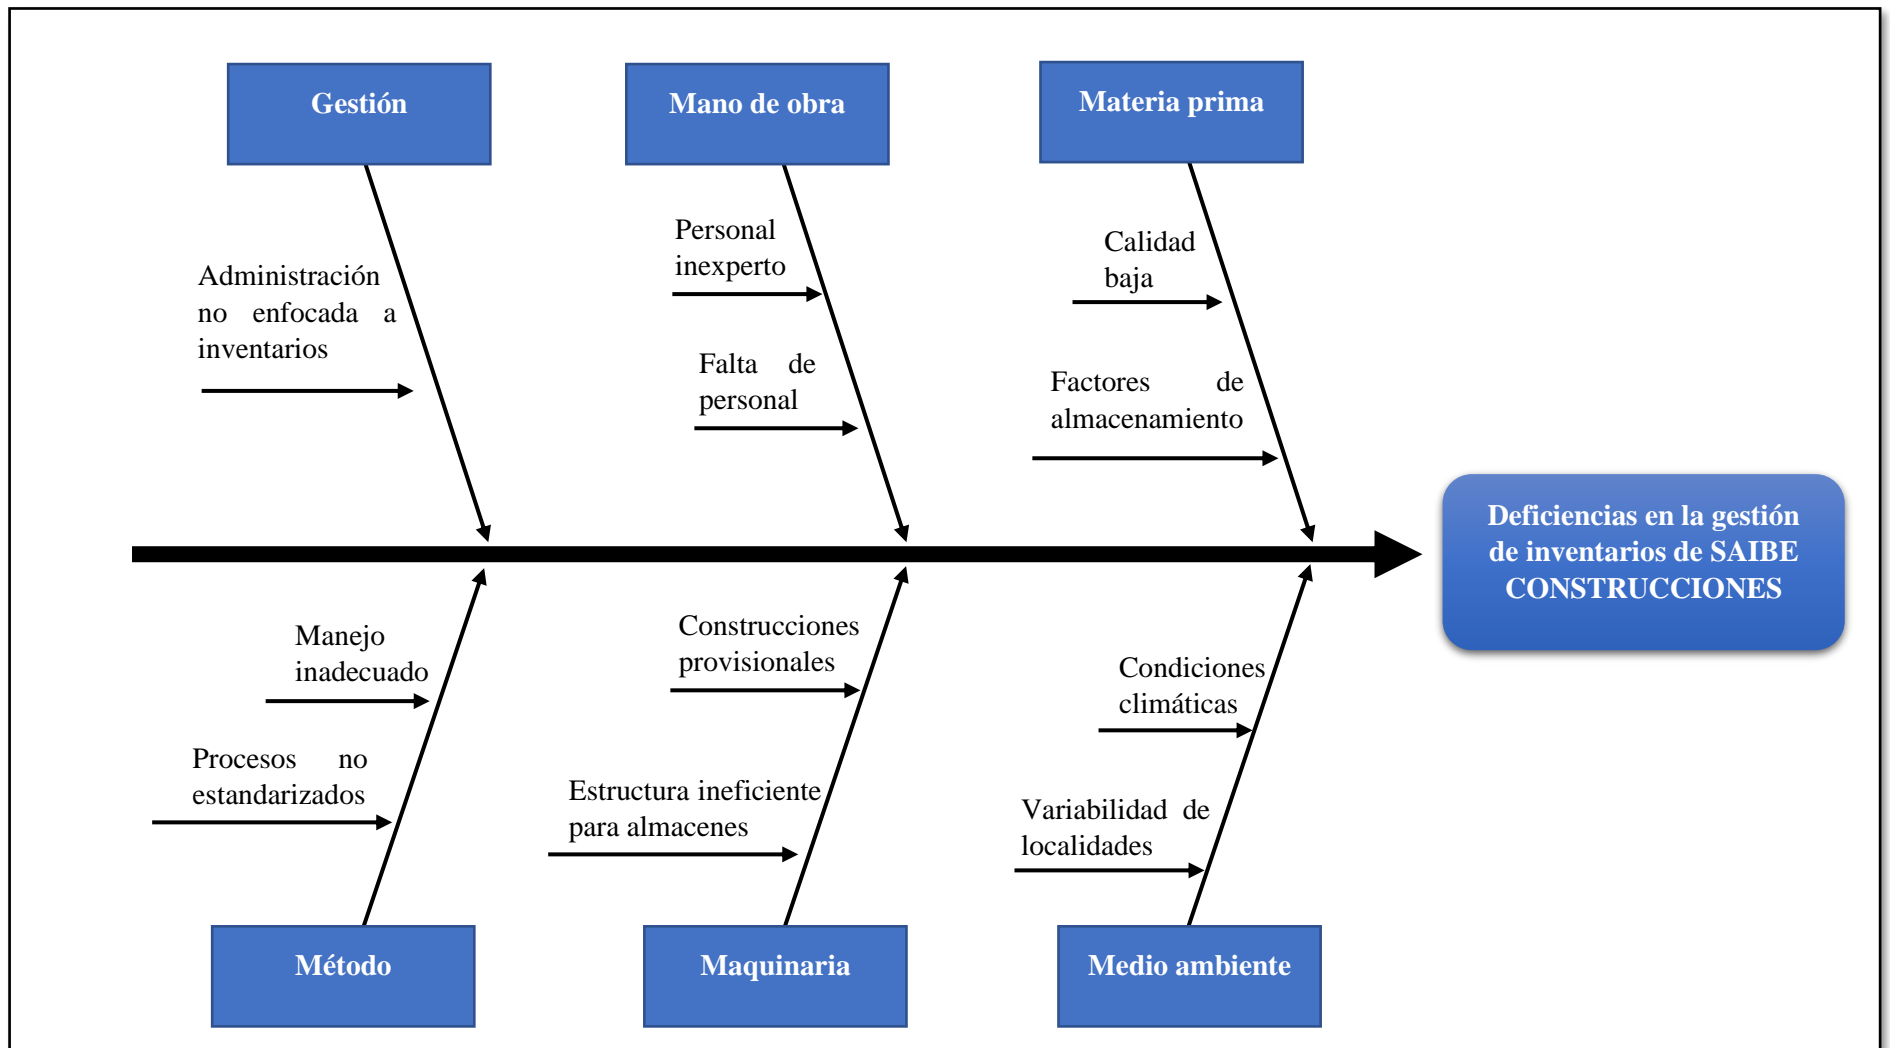 Gestión
Mano de obra
Materia prima
Administración
no enfocada a
inventarios
Personal
inexperto
Falta de
personal
Calidad
baja
Factores de
almacenamiento
Deficiencias en la gestión
de inventarios de SAIBE
CONSTRUCCIONES
Manejo
inadecuado
Procesos no
estandarizados
Construcciones
provisionales
Estructura ineficiente
para almacenes
Condiciones
climáticas
Variabilidad de
localidades
Método
Maquinaria
Medio ambiente